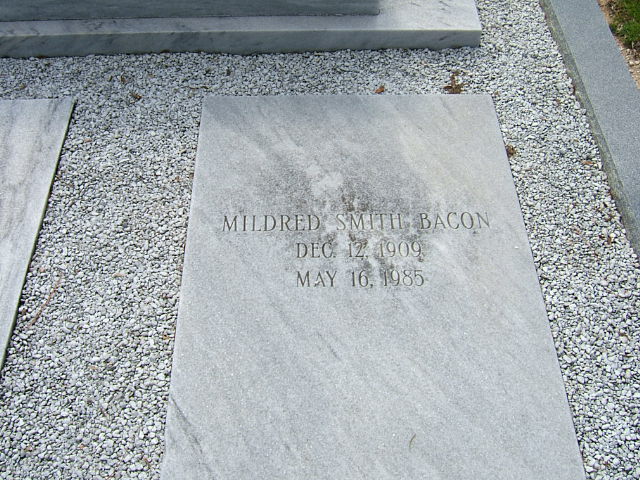 MILDRED SMITH BACON
DEC. 12, 1909
MAY 16, 1985